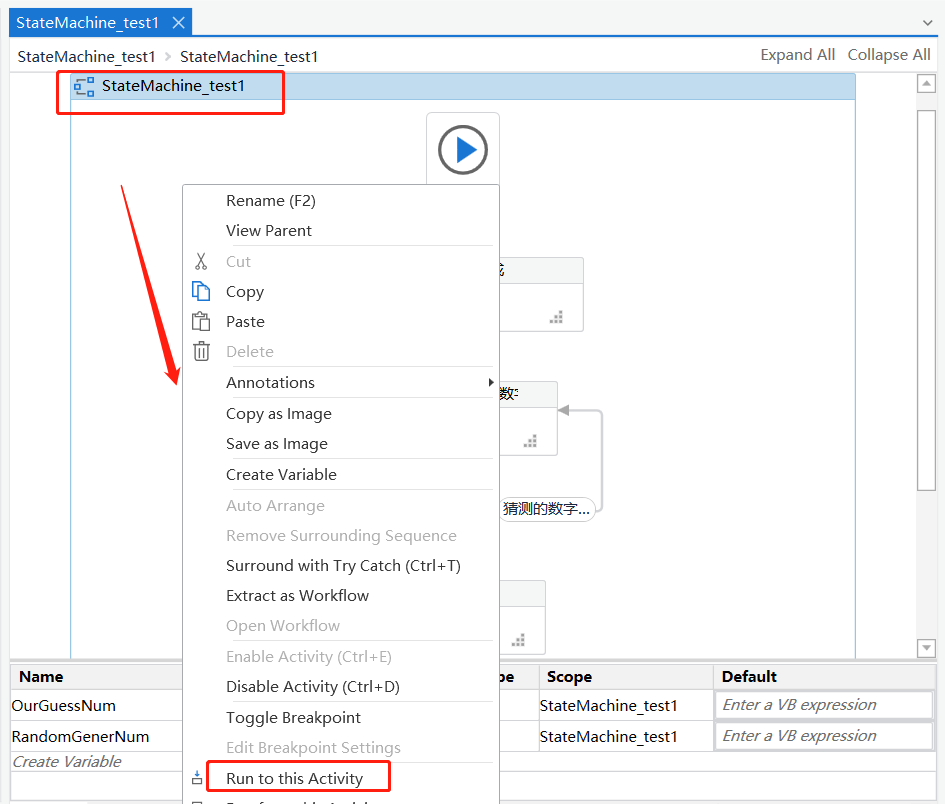 StateMachine_test1
StateMachine_test1 > StateMachine_test1
Expand All Collapse All
StateMachine_test1
Rename (F2)
View Parent
Cut
Copy
Paste
Delete
Annotations
Copy as Image
Save as Image
Create Variable
Auto Arrange
Remove Surrounding Sequence
Surround with Try Catch (Ctrl+T)
Extract as Workflow
Open Workflow
Enable Activity (Ctrl+E)
Disable Activity (Ctrl+D)
Toggle Breakpoint
Edit Breakpoint Settings
Run to this Activity
数字
猜测的数字...
Name Scope Default
OurGuessNum StateMachine_test1 Enter a VB expression
RandomGenerNum StateMachine_test1 Enter a VB expression
Create Variable